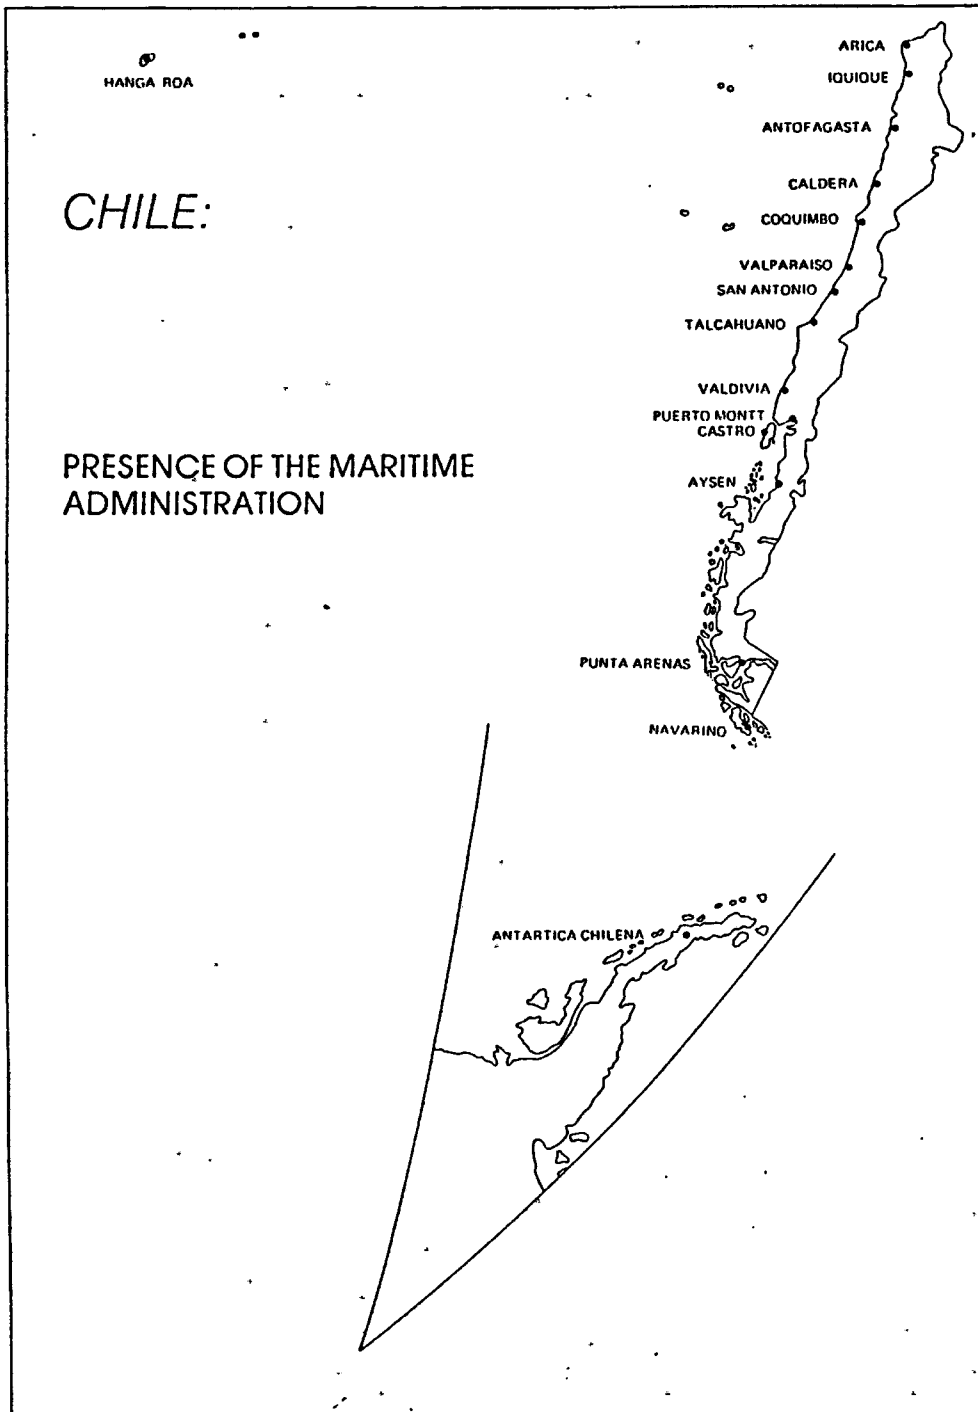 HANGA ROA
CHILE:
PRESENCE OF THE MARITIME
ADMINISTRATION
ARICA
IQUIQUE
ANTOFAGASTA
CALDERA
COQUIMBO
VALPARAISO
SAN ANTONIO
TALCAHUANO
VALDIVIA
PUERTO MONTT
CASTRO
AYSEN
PUNTA ARENAS
NAVARINO
ANTARTICA CHILENA